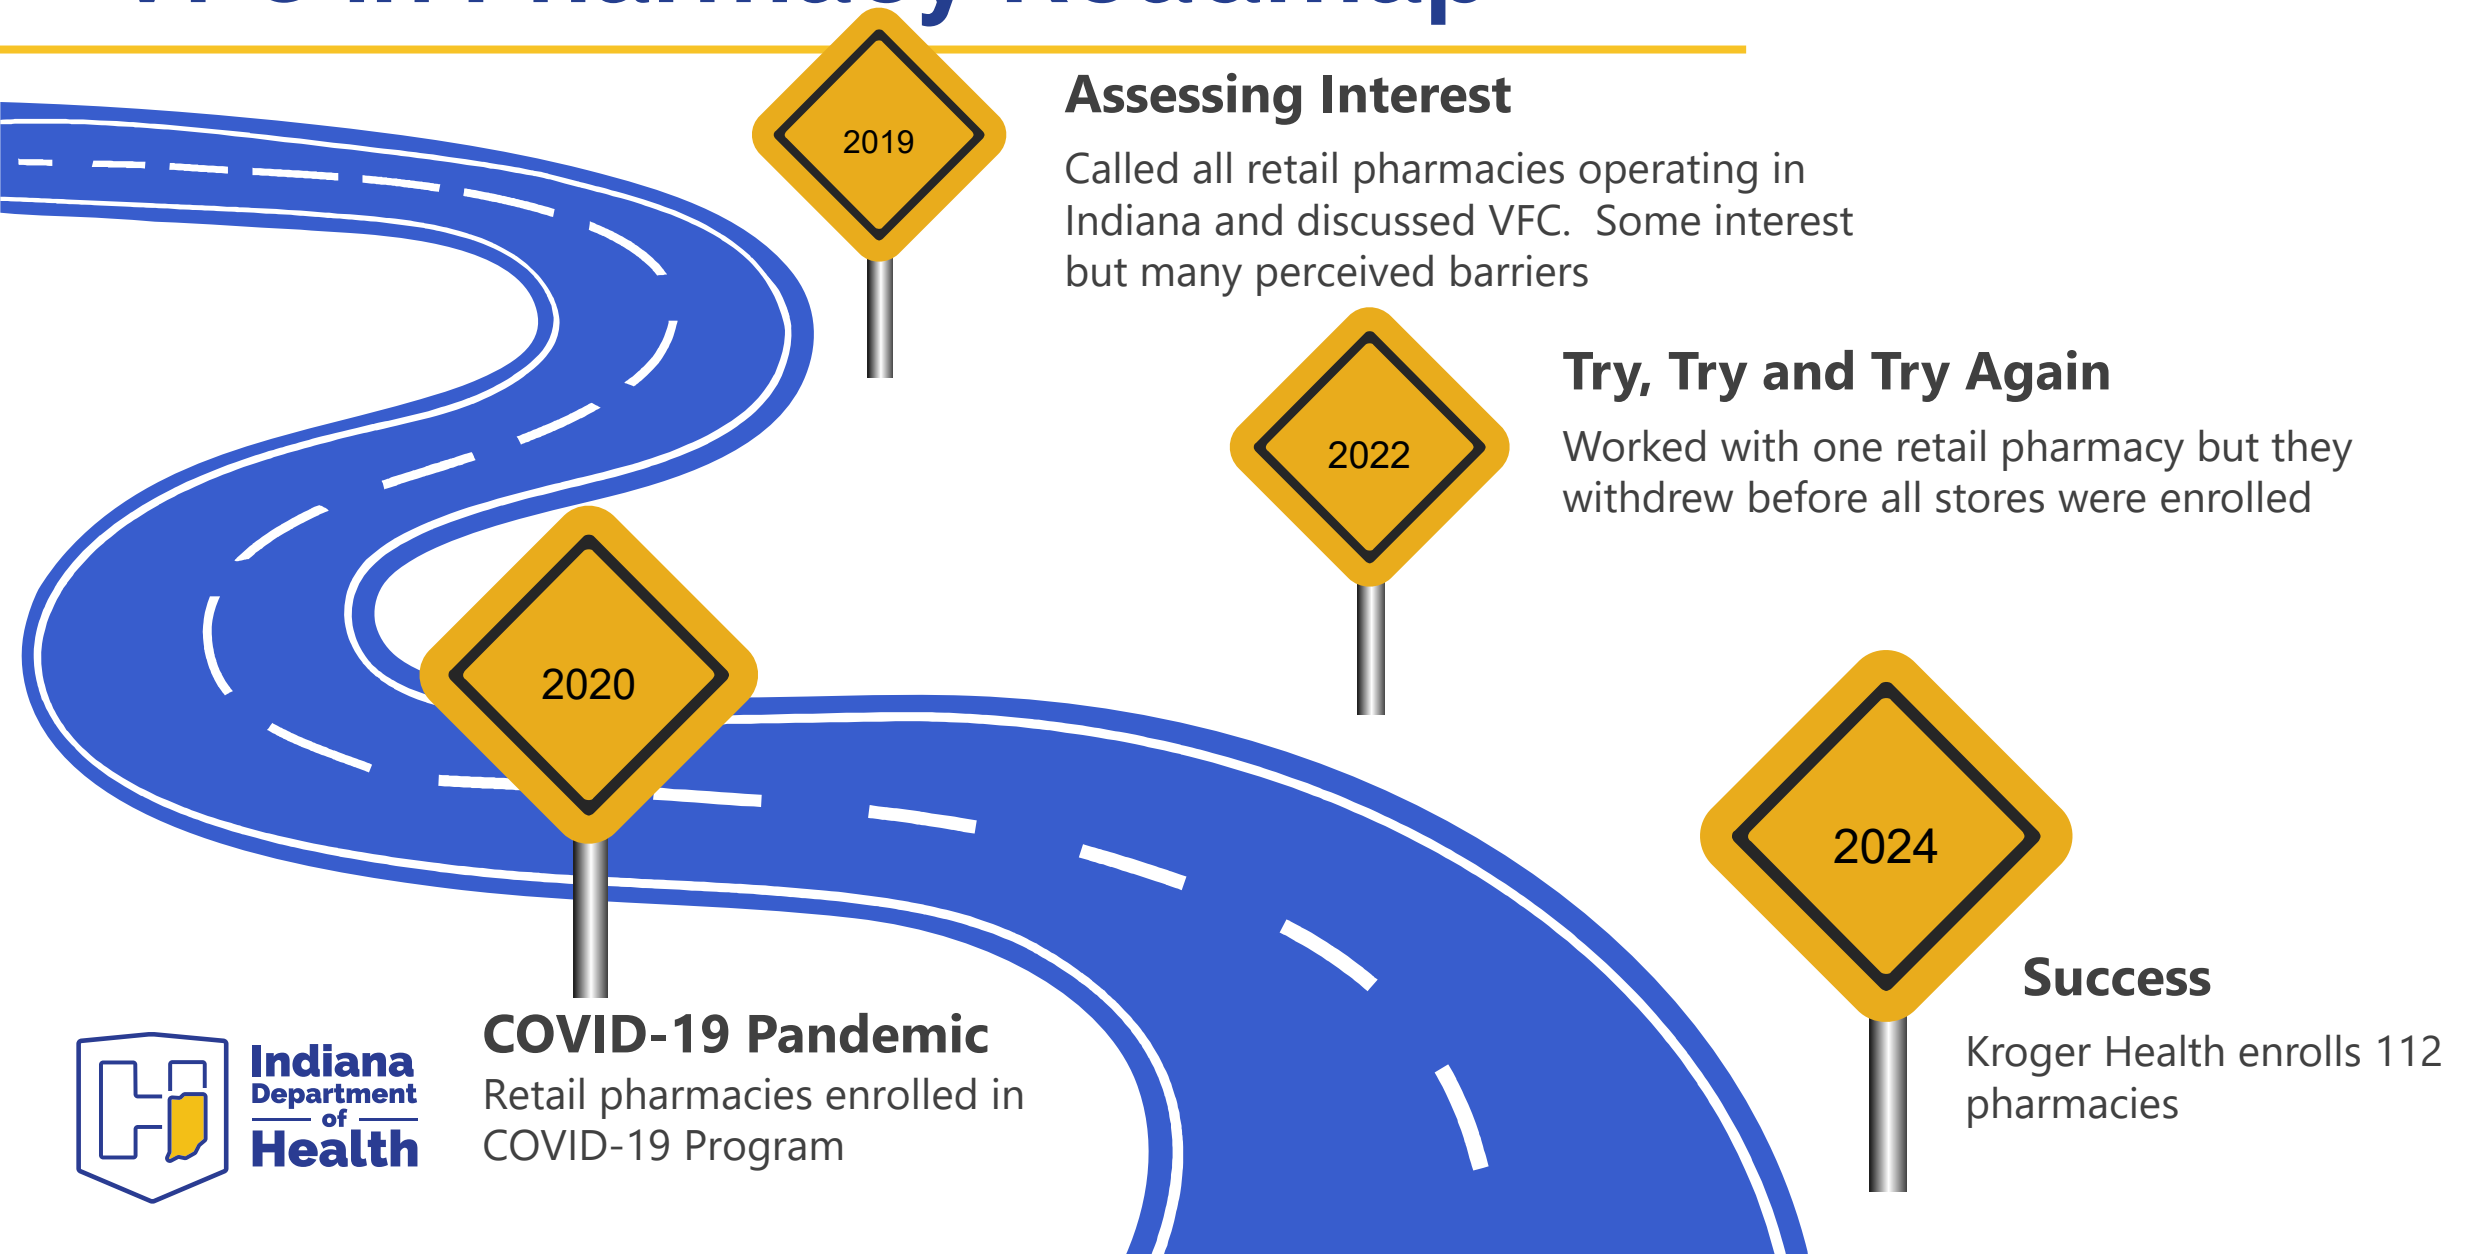 in Pharmacy Roadmap
2019
Assessing Interest
Called all retail pharmacies operating in
Indiana and discussed VFC.  Some interest
but many perceived barriers
2022
Try, Try and Try Again
Worked with one retail pharmacy but they
withdrew before all stores were enrolled
2020
COVID-19 Pandemic
Retail pharmacies enrolled in
COVID-19 Program
2024
Success
Kroger Health enrolls 112
pharmacies
Indiana
Department
of
Health